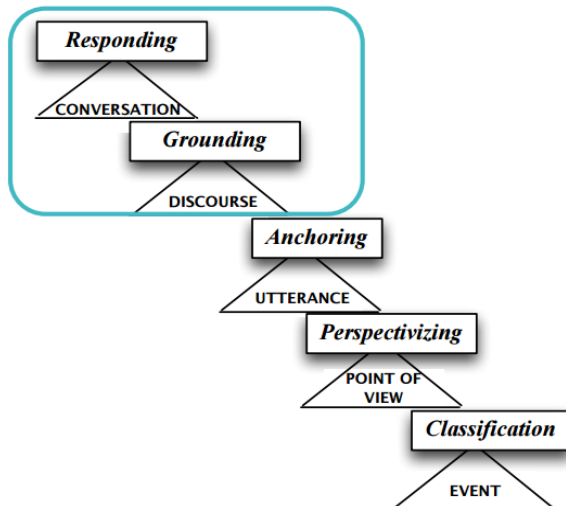 Responding
CONVERSATION
Grounding
DISCOURSE
Anchoring
UTTERANCE
Perspectivizing
POINT OF
VIEW
Classification
EVENT